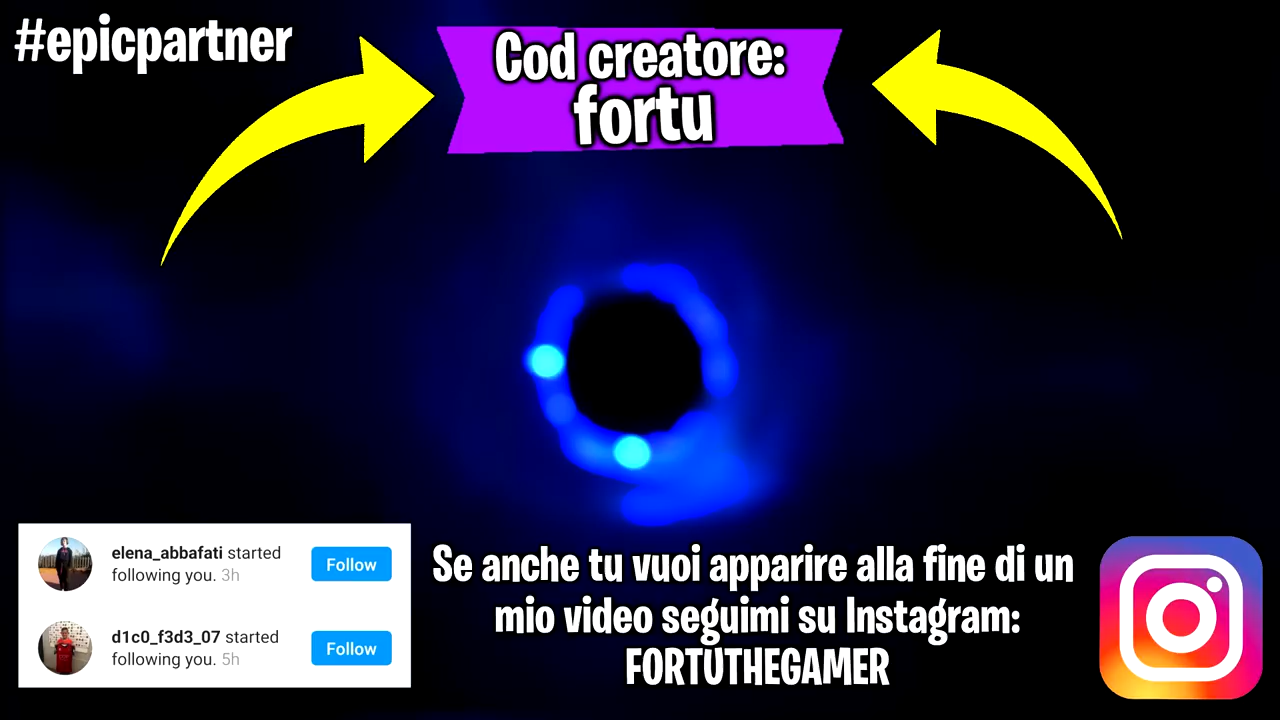 #epicpartner
Cod creatore:
fortu
elena_abbafati started
following you. 3h
Follow
d1c0_f3d3_07 started
following you. 5h
Follow
Se anche tu vuoi apparire alla fine di un
mio video seguimi su Instagram:
FORTUTHEGAMER